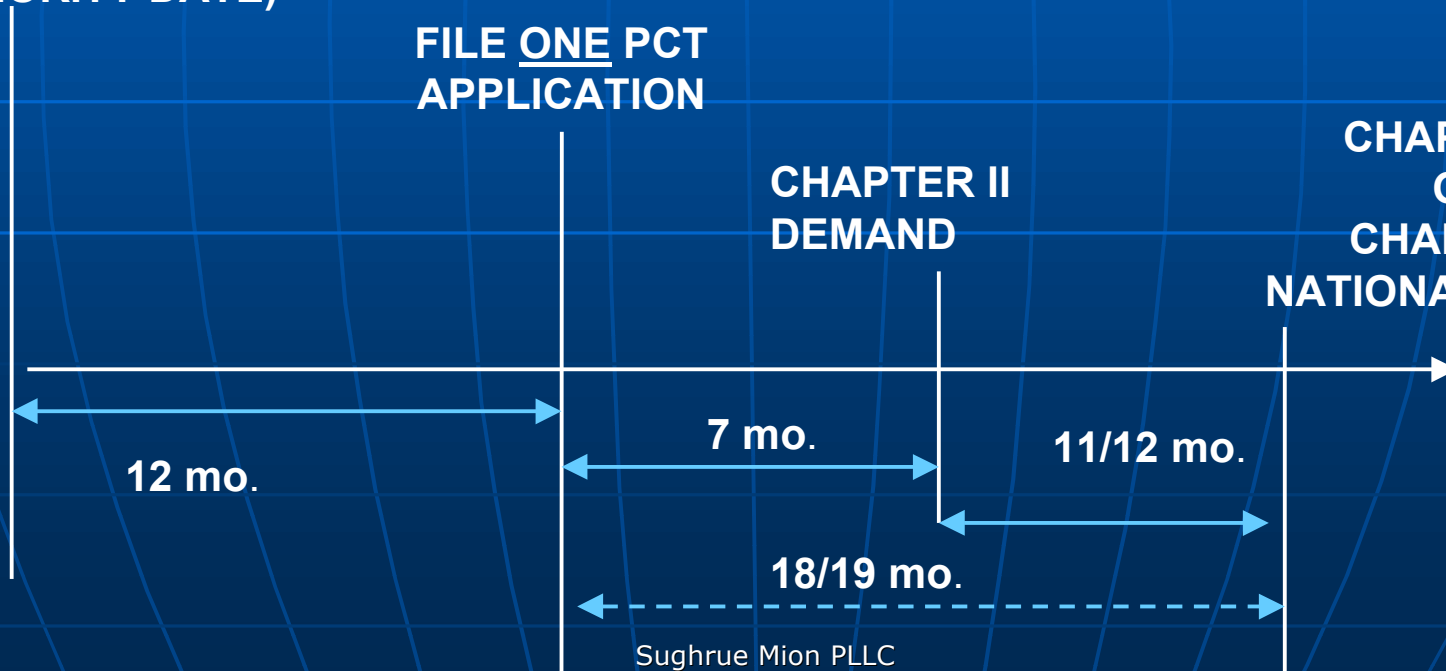 DATE)
FILE ONE PCT
APPLICATION
CHAPTER II
DEMAND
12 mo.
7 mo.
11/12 mo.
18/19 mo.
Sughrue Mion PLLC